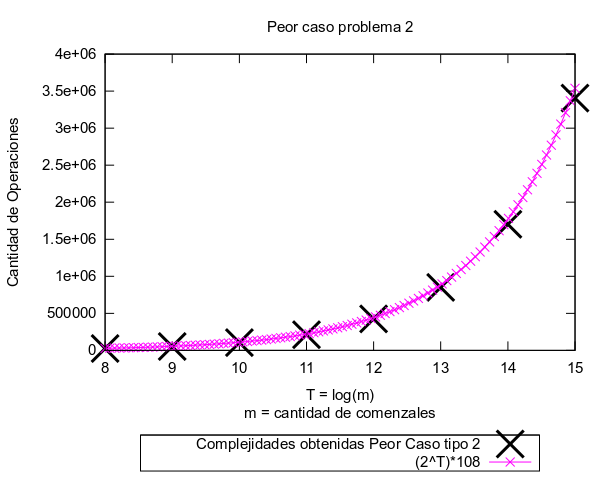 Peor caso problema 2
4e+06
3.5e+06
3e+06
2.5e+06
2e+06
1.5e+06
1e+06
500000
0
Cantidad de Operaciones
8 9 10 11 12 13 14 15
T = log(m)
m = cantidad de comenzales
Complejidades obtenidas Peor Caso tipo 2
(2^T)*108